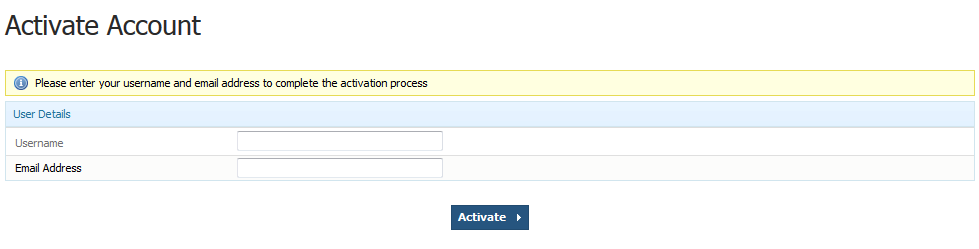 Activate Account
Please enter your username and email address to complete the activation process
User Details
Username
Email Address
Activate